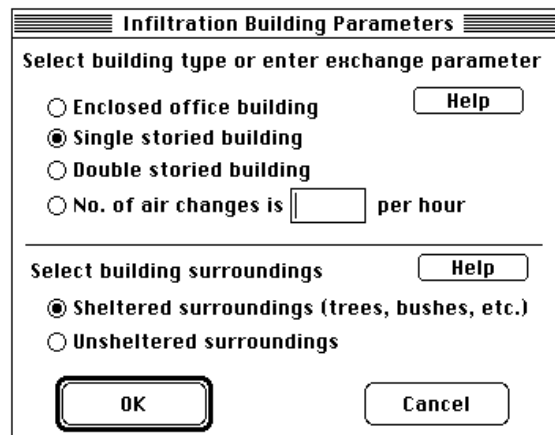 Infiltration Building Parameters
Select building type or enter exchange parameter
Enclosed office building
Help
Single storied building
Double storied building
No. of air changes is per hour
Select building surroundings
Help
Sheltered surroundings (trees, bushes, etc.)
Unsheltered surroundings
OK
Cancel